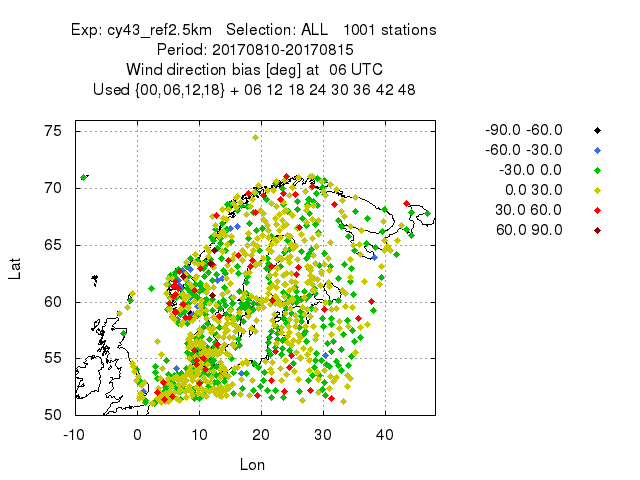 Exp: cy43_ref2.5km   Selection: ALL   1001 stations
Period: 20170810-20170815
Wind direction bias [deg] at  06 UTC
Used {00,06,12,18} + 06 12 18 24 30 36 42 48
-90.0 -60.0
-60.0 -30.0
-30.0 0.0
0.0 30.0
30.0 60.0
60.0 90.0
75
70
65
60
55
50
Lat
-10 0 10 20 30 40
Lon